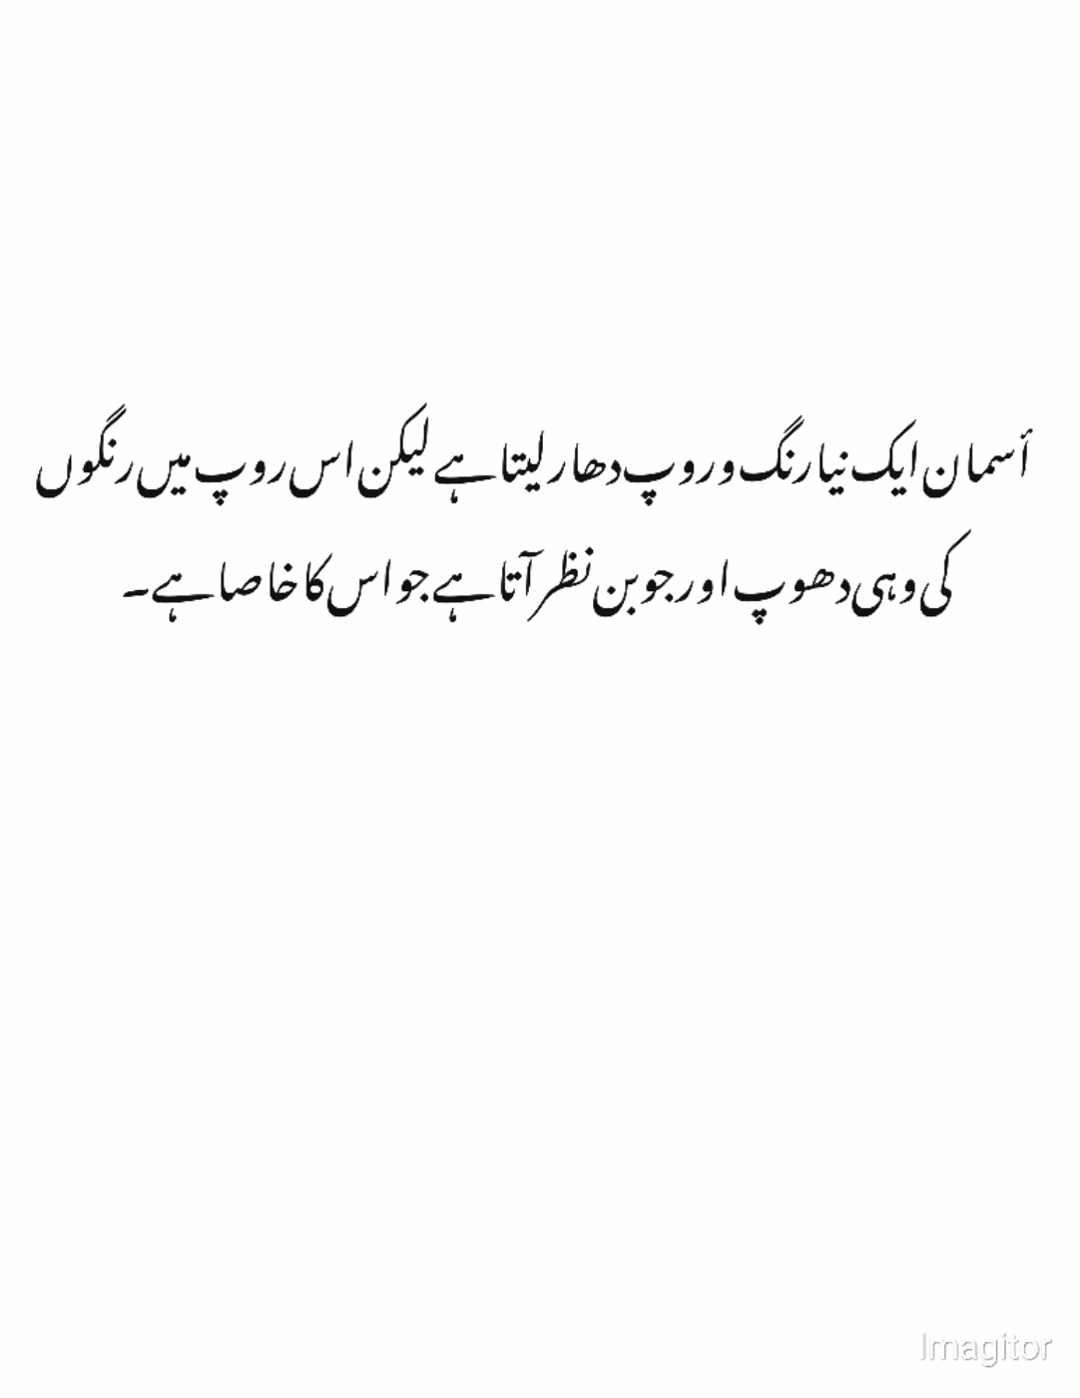 أسمان ایک نیا رنگ و روپ دھار لیتا ہے لیکن اس روپ میں رنگوں
کی وہی دھوپ اور جوبن نظر آتا ہے جو اس کا خاصا ہے۔
Imagitor